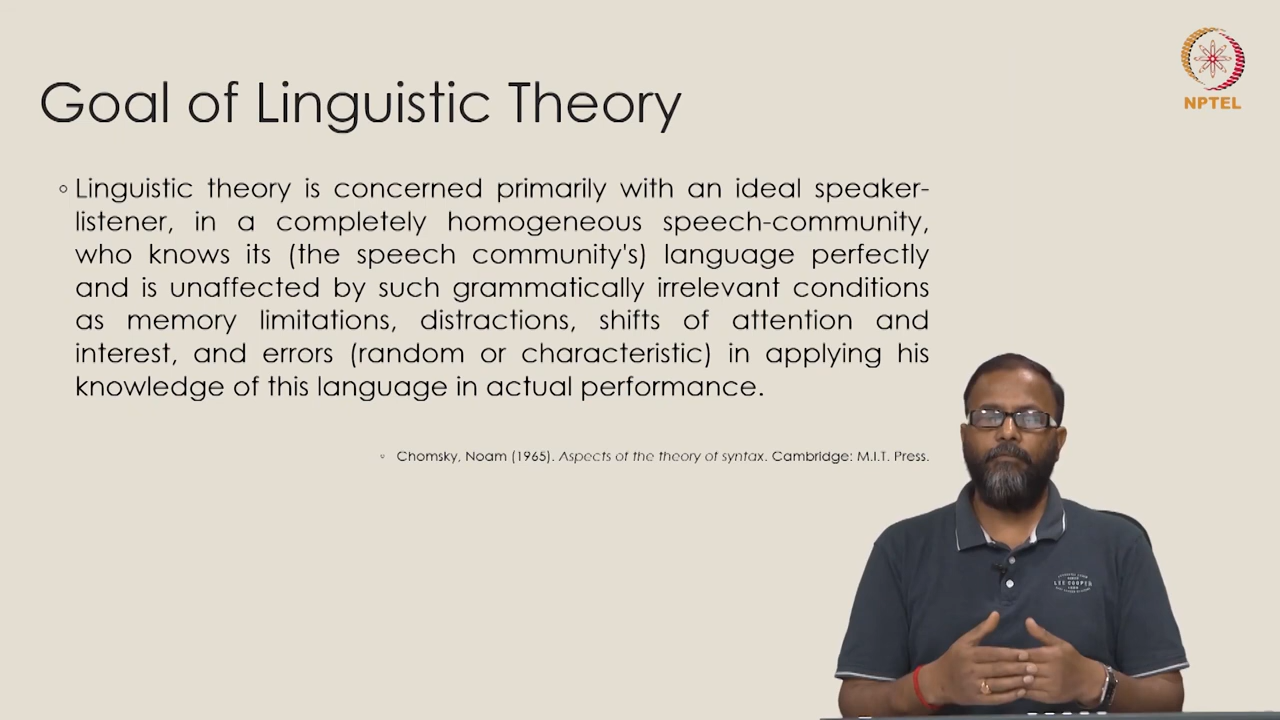 Goal of Linguistic Theory
NPTEL
◦ Linguistic theory is concerned primarily with an ideal speaker-
listener, in a completely homogeneous speech-community,
who knows its (the speech community's) language perfectly
and is unaffected by such grammatically irrelevant conditions
as memory limitations, distractions, shifts of attention and
interest, and errors (random or characteristic) in applying his
knowledge of this language in actual performance.
◦ Chomsky, Noam (1965). Aspects of the theory of syntax. Cambridge: M.I.T. Press.
LEE COOPER